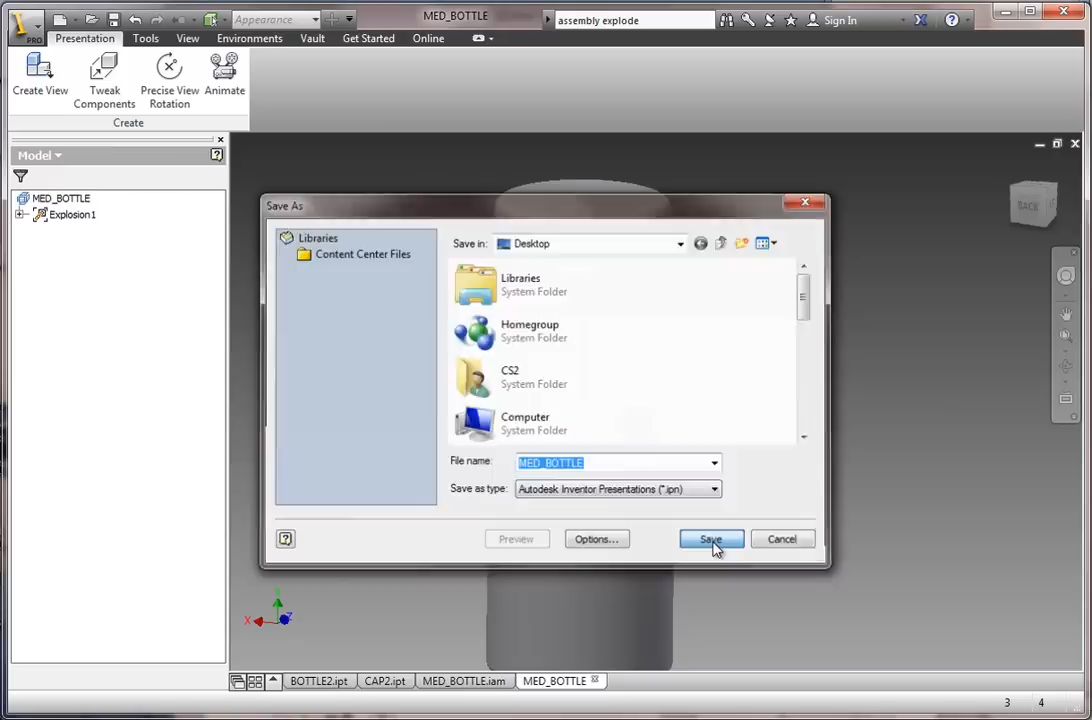 Appearance
MED_BOTTLE
assembly explode
Sign In
PRO
Presentation Tools View Environments Vault Get Started Online
Create View
Tweak Components
Precise View Rotation
Animate
Create
Model
MED_BOTTLE
Explosion1
BACK
Save As
Libraries
Content Center Files
Save in: Desktop
Libraries
System Folder
Homegroup
System Folder
CS2
System Folder
Computer
System Folder
File name: MED_BOTTLE
Save as type: Autodesk Inventor Presentations (*.ipn)
Preview Options... Save Cancel
Y
X
Z
BOTTLE2.ipt CAP2.ipt MED_BOTTLE.iam MED_BOTTLE
3 4